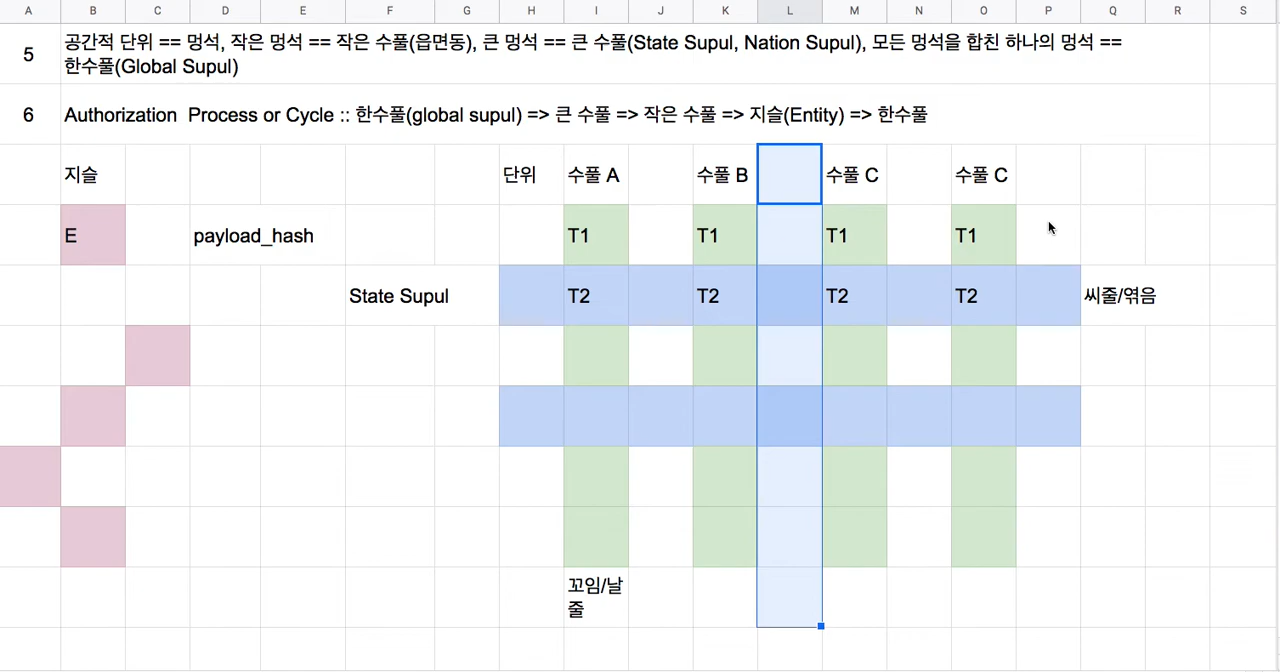 A B C D E F G H I J K L M N O P Q R S
5 공간적 단위 == 멍석, 작은 멍석 == 작은 수풀(읍면동), 큰 멍석 == 큰 수풀(State Supul, Nation Supul), 모든 멍석을 합친 하나의 멍석 ==
한수풀(Global Supul)
6 Authorization  Process or Cycle :: 한수풀(global supul) => 큰 수풀 => 작은 수풀 => 지슬(Entity) => 한수풀
지슬 단위 수풀 A 수풀 B 수풀 C 수풀 C
E payload_hash T1 T1 T1 T1
State Supul T2 T2 T2 T2 씨줄/엮음
꼬임/날
줄